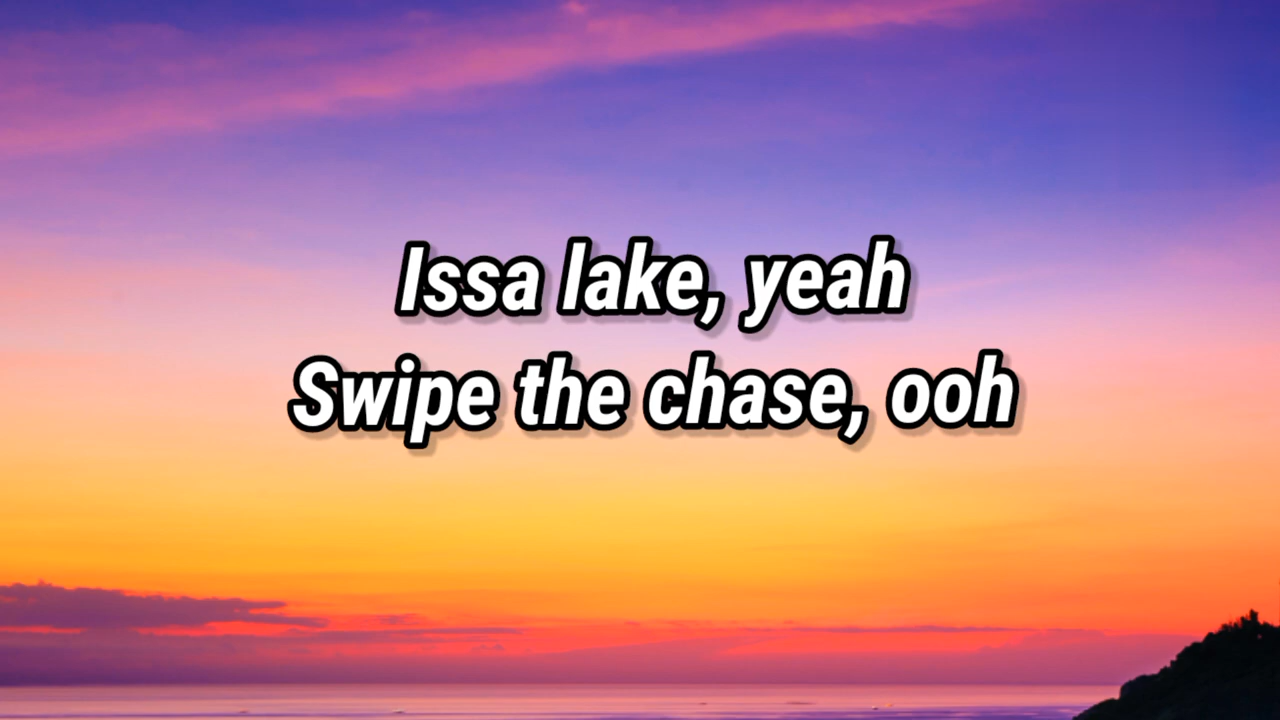 Issa lake, yeah
Swipe the chase, ooh